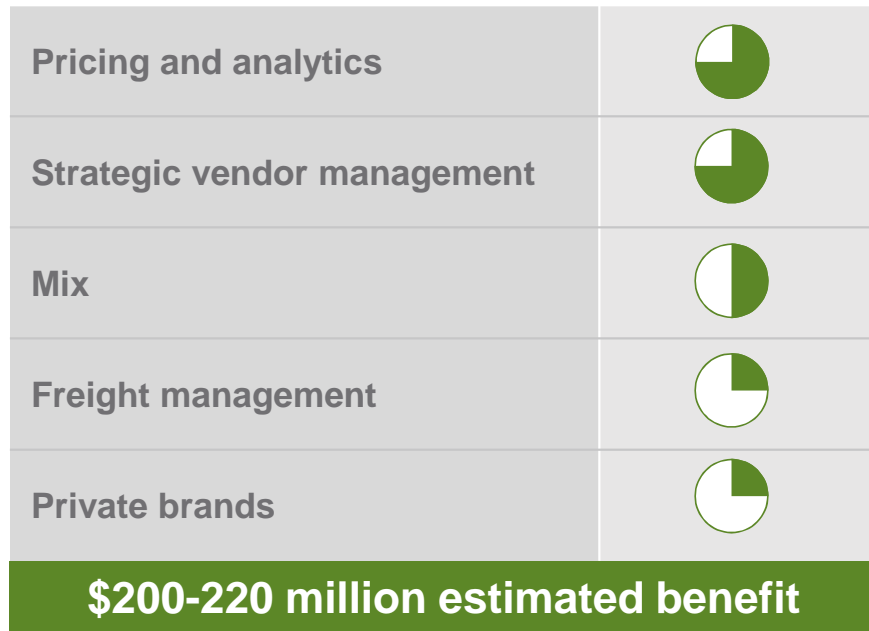 Pricing and analytics
Strategic vendor management
Mix
Freight management
Private brands
$200-220 million estimated benefit